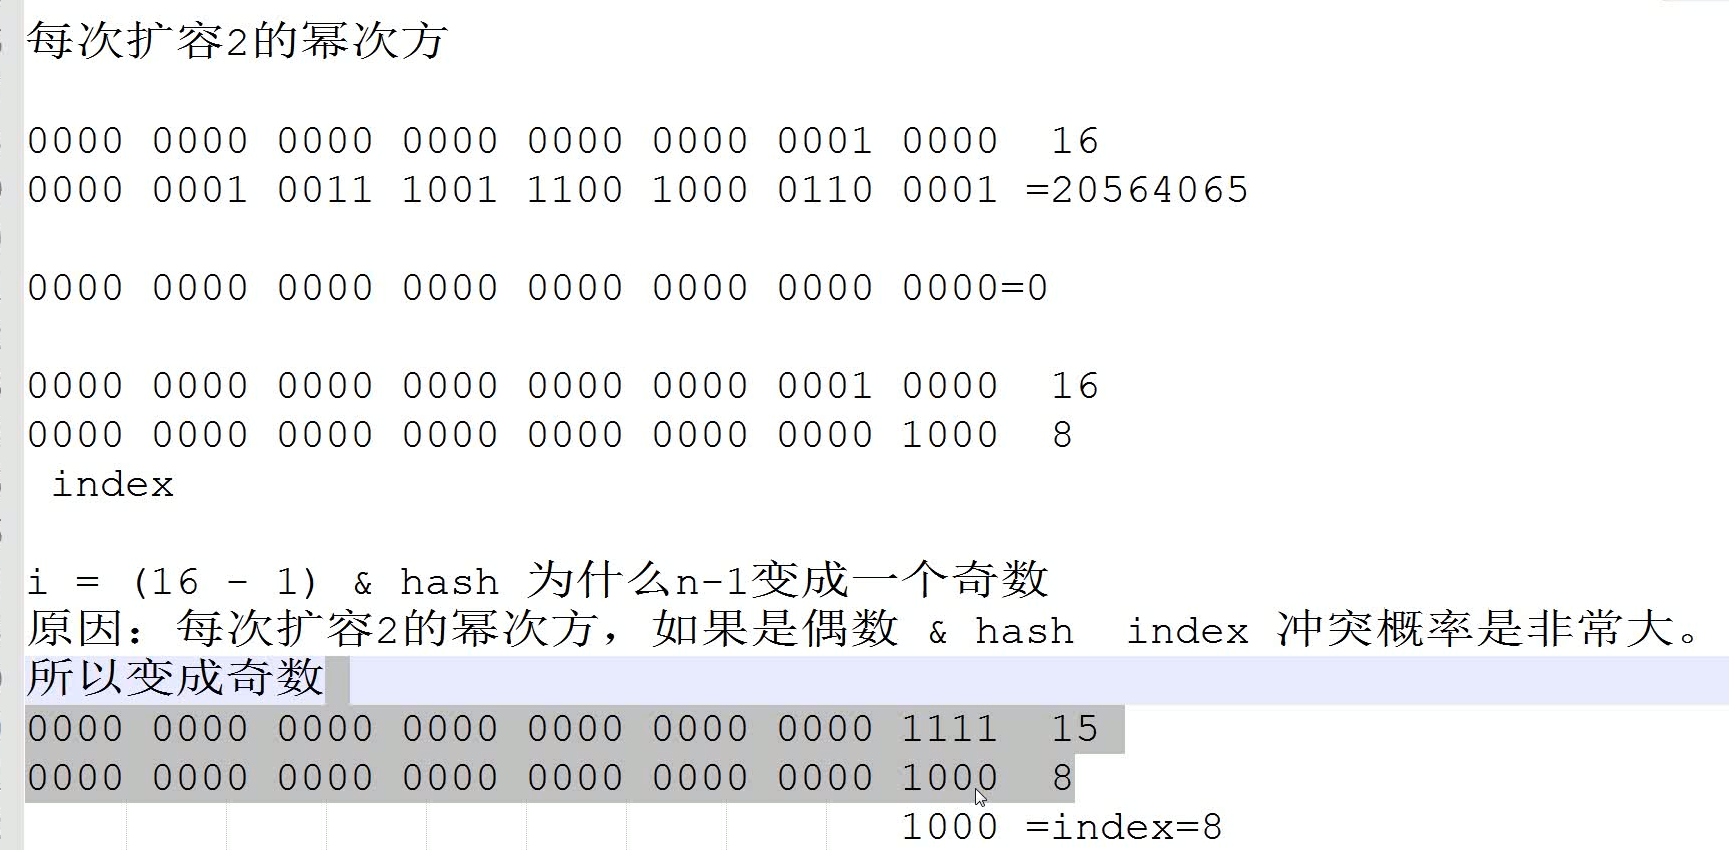 每次扩容2的幂次方
0000 0000 0000 0000 0000 0000 0001 0000  16
0000 0001 0011 1001 1100 1000 0110 0001 =20564065
0000 0000 0000 0000 0000 0000 0000 0000=0
0000 0000 0000 0000 0000 0000 0001 0000  16
0000 0000 0000 0000 0000 0000 0000 1000  8
index
i = (16 - 1) & hash 为什么n-1变成一个奇数
原因：每次扩容2的幂次方，如果是偶数 & hash  index 冲突概率是非常大。
所以变成奇数
0000 0000 0000 0000 0000 0000 0000 1111  15
0000 0000 0000 0000 0000 0000 0000 1000  8
1000 =index=8